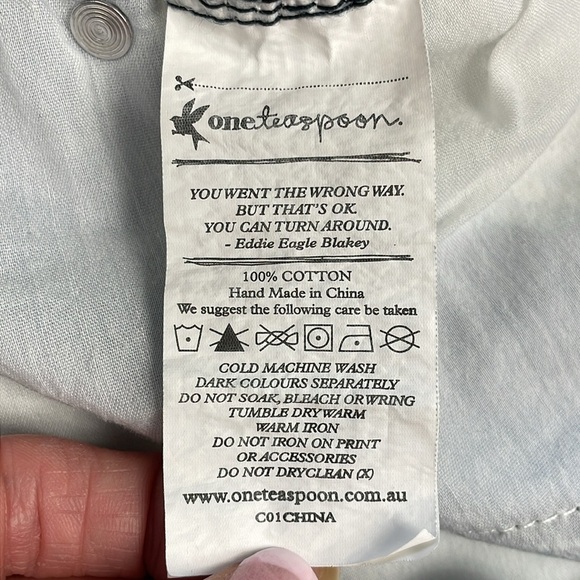 oneteaspoon.
YOU WENT THE WRONG WAY.
BUT THAT'S OK.
YOU CAN TURN AROUND.
- Eddie Eagle Blakey
100% COTTON
Hand Made in China
We suggest the following care be taken
COLD MACHINE WASH
DARK COLOURS SEPARATELY
DO NOT SOAK, BLEACH OR WRING
TUMBLE DRY WARM
WARM IRON
DO NOT IRON ON PRINT
OR ACCESSORIES
DO NOT DRYCLEAN (X)
www.oneteaspoon.com.au
C01CHINA